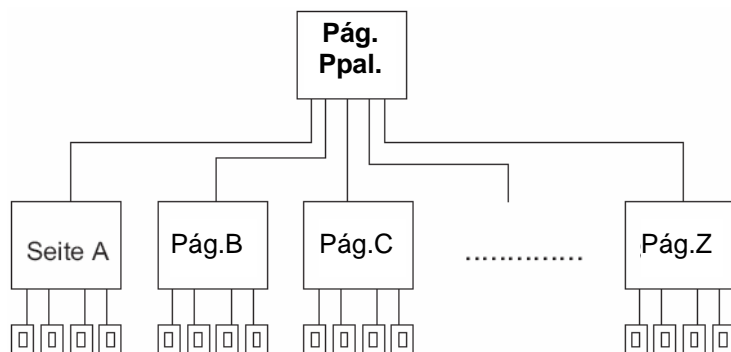 Pág.
Ppal.
Seite A
Pág.B
Pág.C
..............
Pág.Z